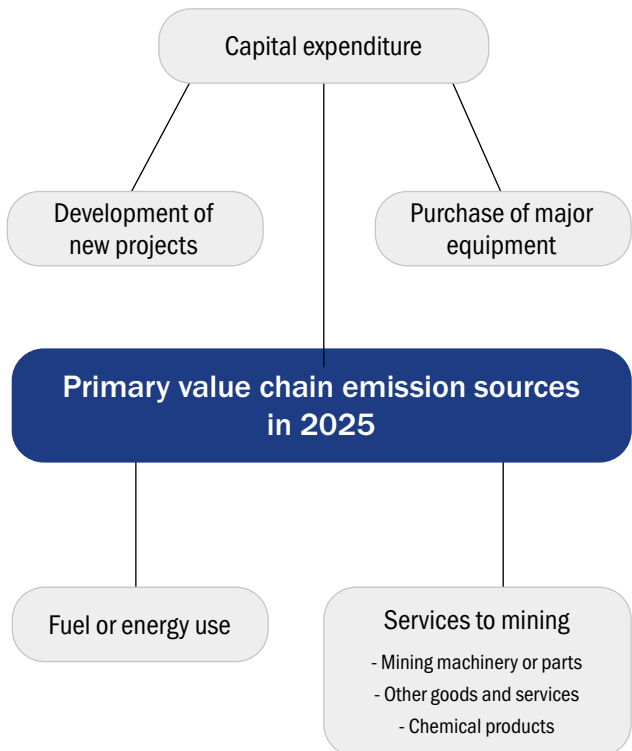 Capital expenditure
Development of
new projects
Purchase of major
equipment
Primary value chain emission sources
in 2025
Fuel or energy use
Services to mining
- Mining machinery or parts
- Other goods and services
- Chemical products